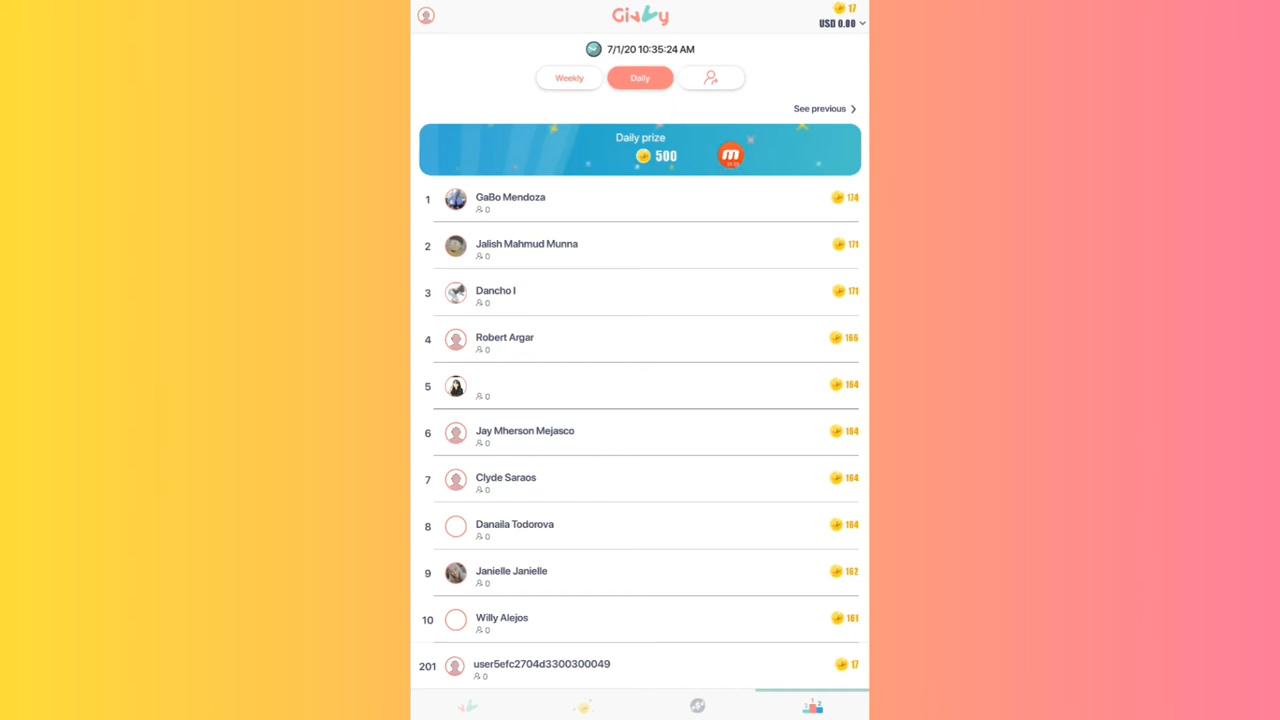 Givvy
17
USD 0.00
7/1/20 10:35:24 AM
Weekly
Daily
See previous
Daily prize
500
m
1 GaBo Mendoza 174
0
2 Jalish Mahmud Munna 171
0
3 Dancho I 171
0
4 Robert Argar 166
0
5 164
0
6 Jay Mherson Mejasco 164
0
7 Clyde Saraos 164
0
8 Danaila Todorova 164
0
9 Janielle Janielle 162
0
10 Willy Alejos 161
0
201 user5efc2704d3300300049 17
0